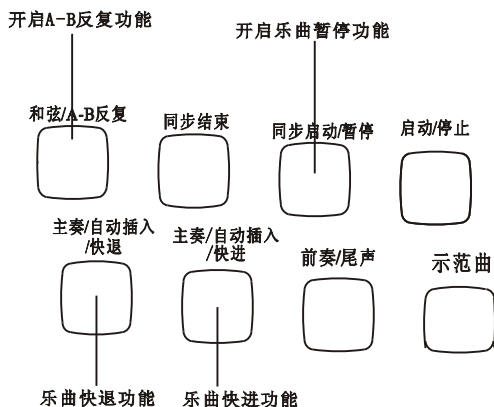 开启A-B反复功能
开启乐曲暂停功能
和弦/A-B反复
同步结束
同步启动/暂停
启动/停止
主奏/自动插入
/快退
主奏/自动插入
/快进
前奏/尾声
示范曲
乐曲快退功能
乐曲快进功能